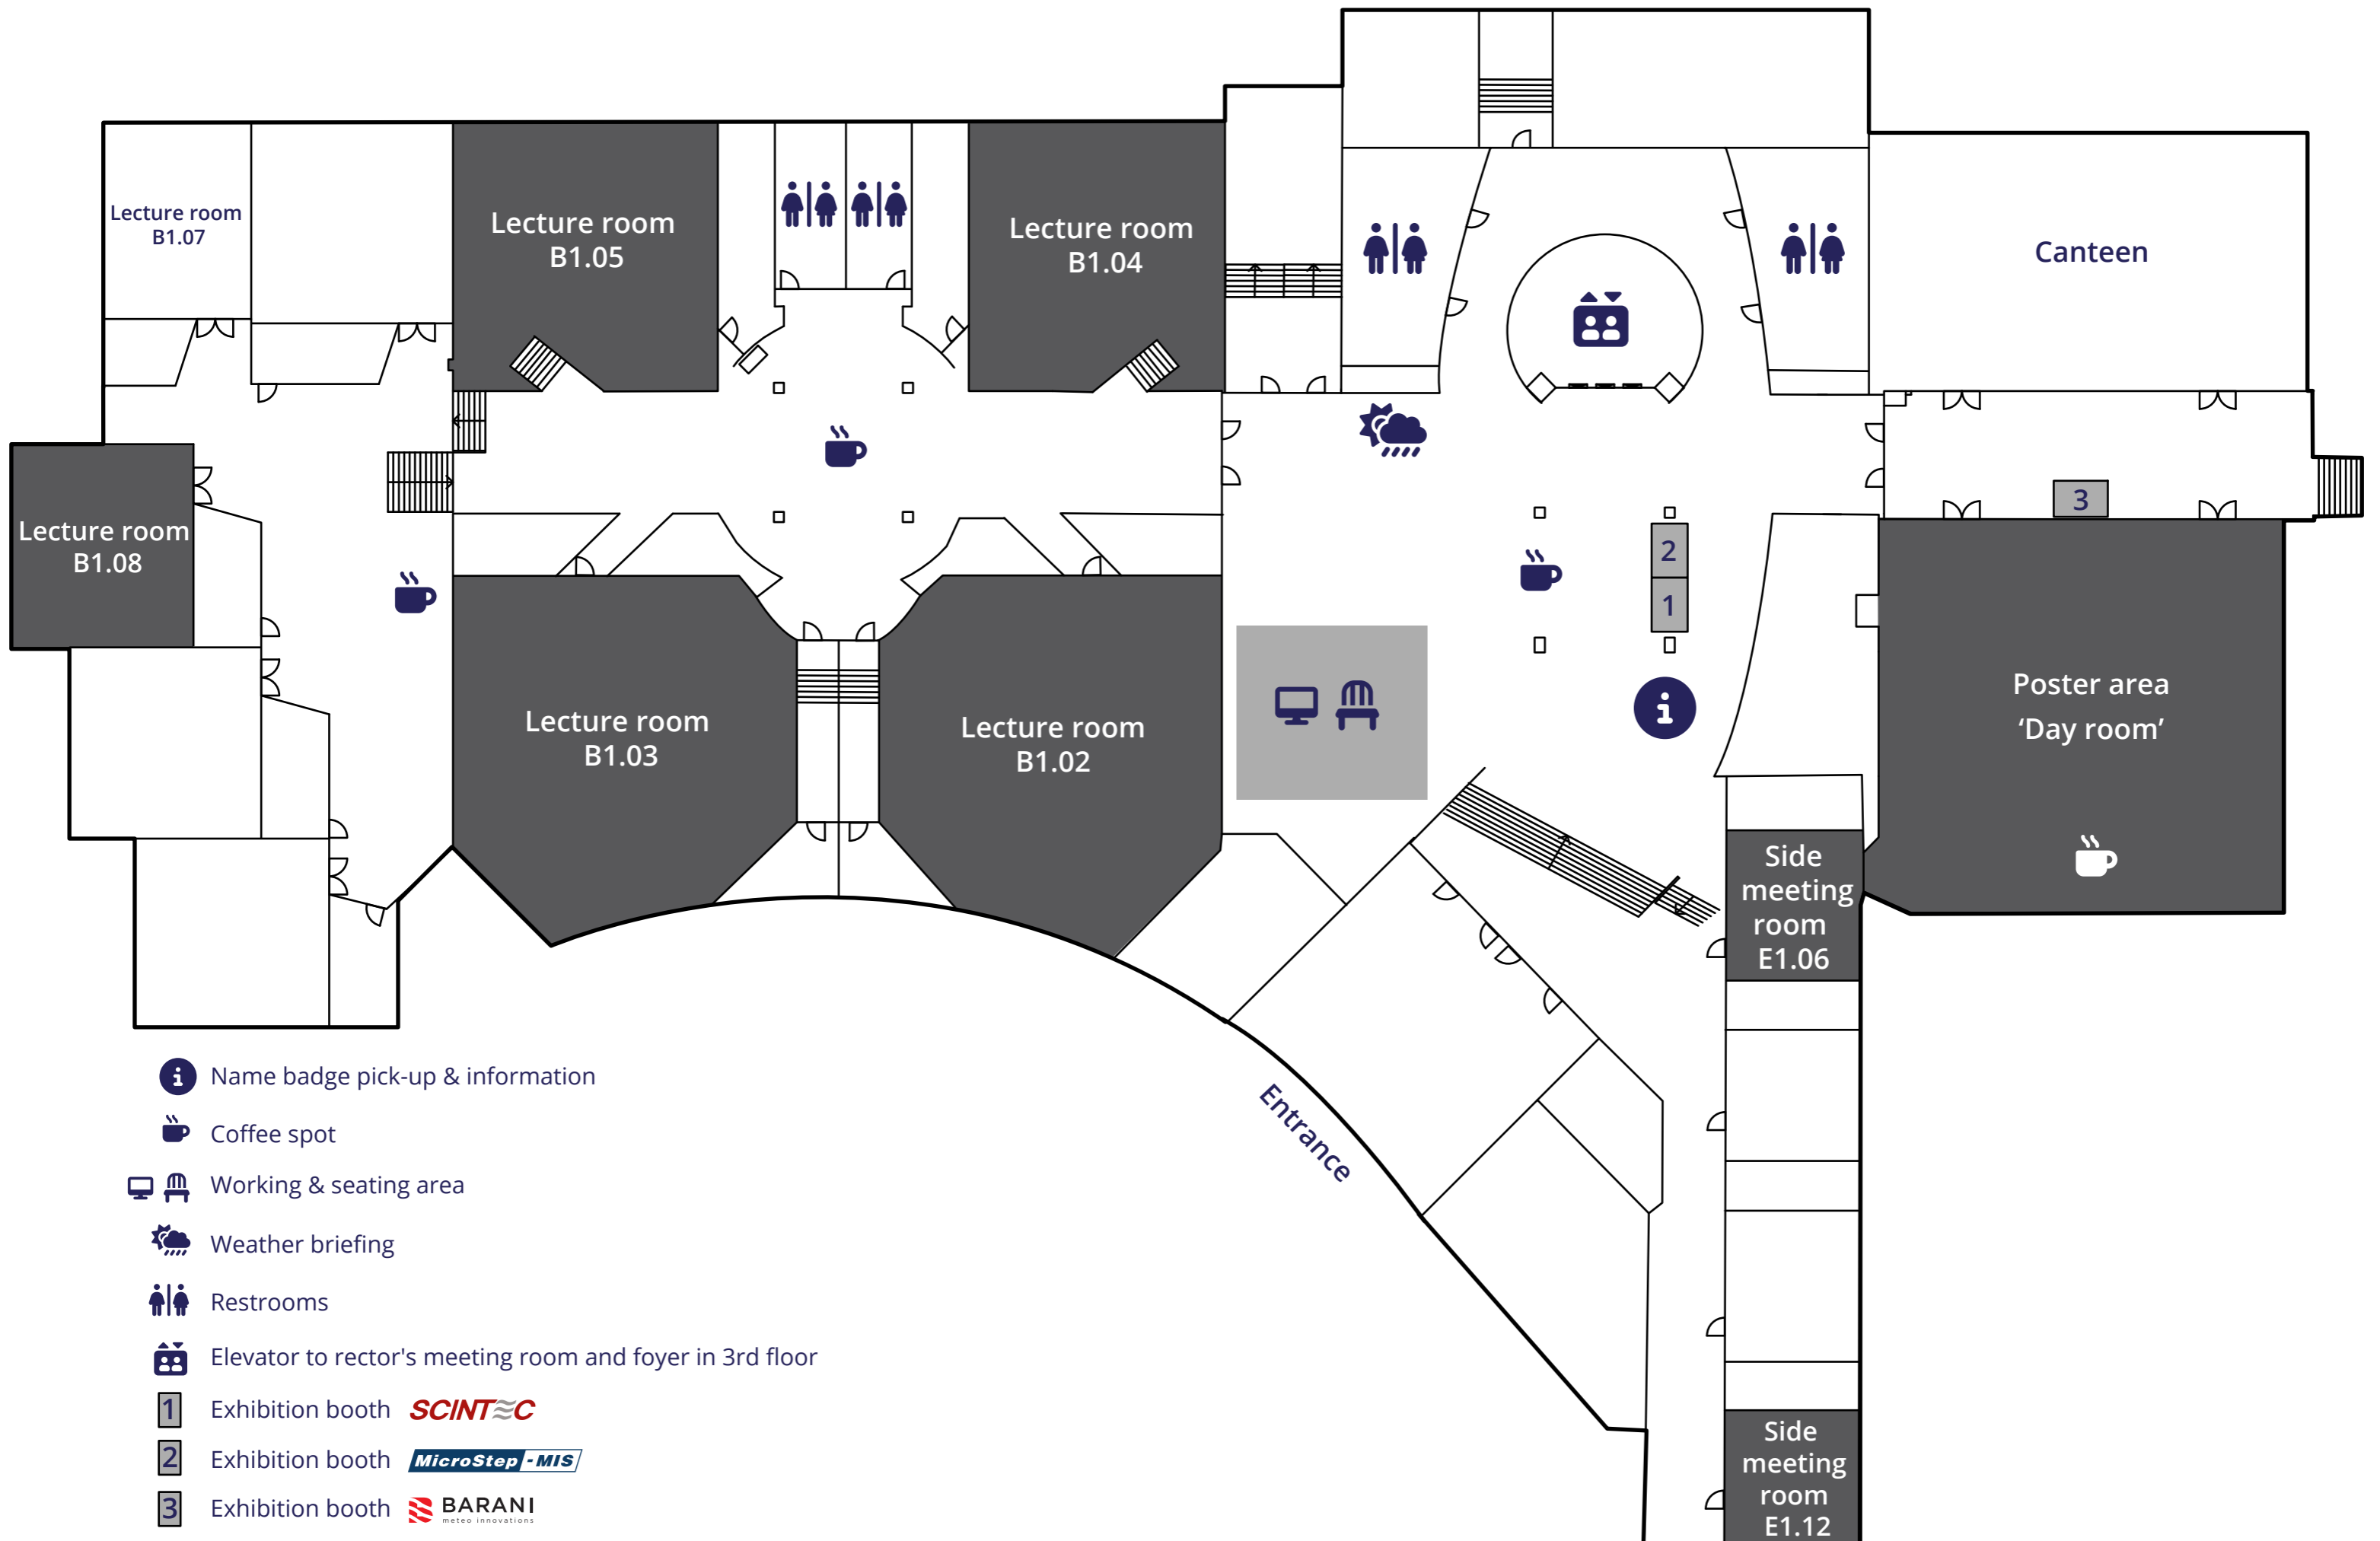 Lecture room
B1.07
Lecture room
B1.05
Lecture room
B1.04
Canteen
Lecture room
B1.08
3
2
1
Lecture room
B1.03
Lecture room
B1.02
Poster area
‘Day room’
Side
meeting
room
E1.06
Entrance
Side
meeting
room
E1.12
Name badge pick-up & information
Coffee spot
Working & seating area
Weather briefing
Restrooms
Elevator to rector's meeting room and foyer in 3rd floor
1 Exhibition booth SCINTEC
2 Exhibition booth MicroStep-MIS
3 Exhibition booth BARANI
meteo innovations